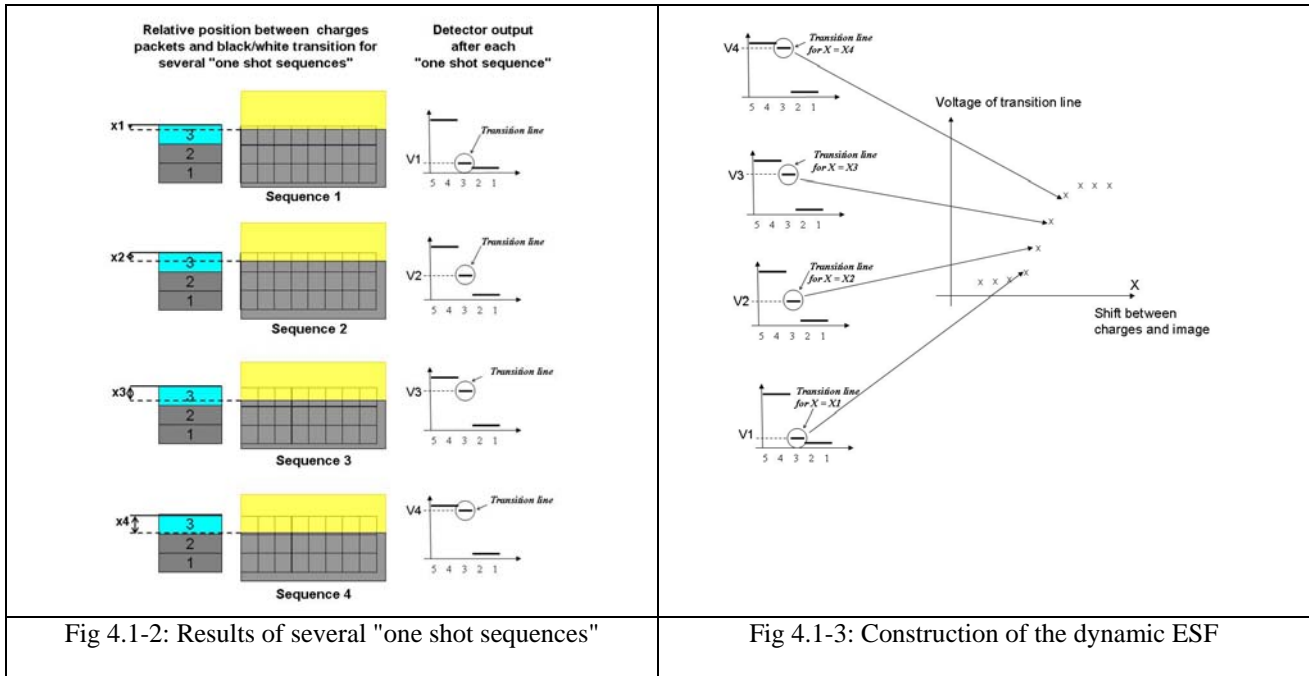 Relative position between charges
packets and black/white transition for
several "one shot sequences"
Detector output
after each
"one shot sequence"
x1
3
2
1
Sequence 1
V1
Transition line
5 4 3 2 1
x2
3
2
1
Sequence 2
V2
Transition line
5 4 3 2 1
x3
3
2
1
Sequence 3
V3
Transition line
5 4 3 2 1
x4
3
2
1
Sequence 4
V4
Transition line
5 4 3 2 1
Fig 4.1-2: Results of several "one shot sequences"
V4
Transition line
for X = X4
5 4 3 2 1
V3
Transition line
for X = X3
5 4 3 2 1
V2
Transition line
for X = X2
5 4 3 2 1
V1
Transition line
for X = X1
5 4 3 2 1
Voltage of transition line
x x x x
x
x
x x x x
X
Shift between
charges and image
Fig 4.1-3: Construction of the dynamic ESF